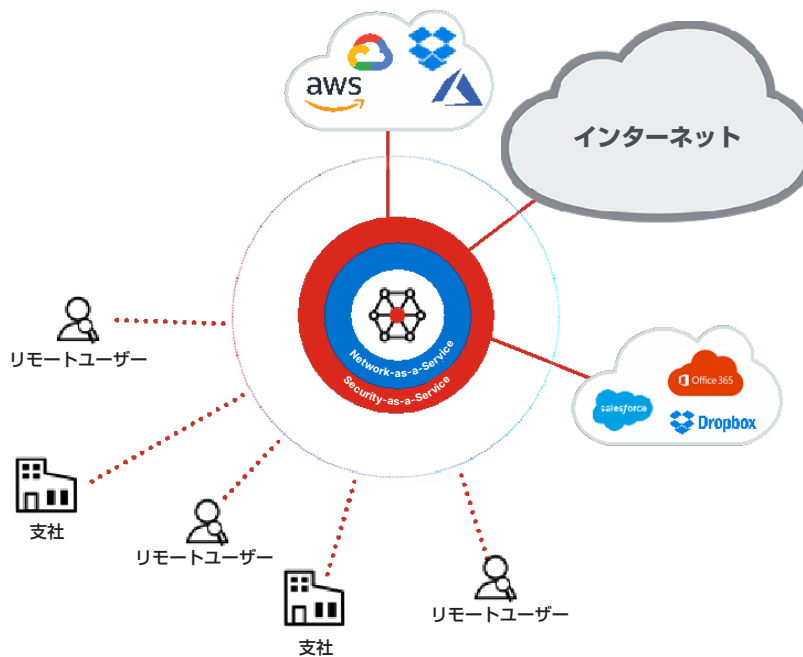 aws
インターネット
Network-as-a-Service
Security-as-a-Service
リモートユーザー
Office 365
salesforce
Dropbox
支社
リモートユーザー
支社
リモートユーザー